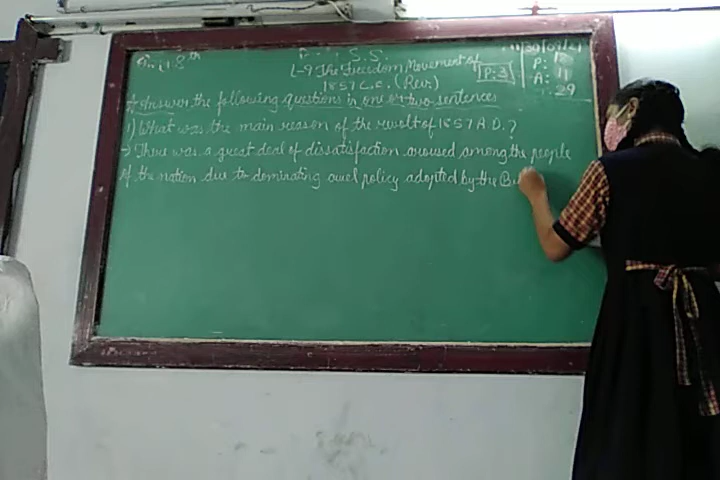 8th S.S.
L-9 The Freedom Movement of
1857 C.E. (Rev.) P:3
P:
A: 11
29
Answer the following questions in one or two sentences
1) What was the main reason of the revolt of 1857 A.D.?
→ There was a great deal of dissatisfaction aroused among the people
of the nation due to dominating cruel policy adopted by the